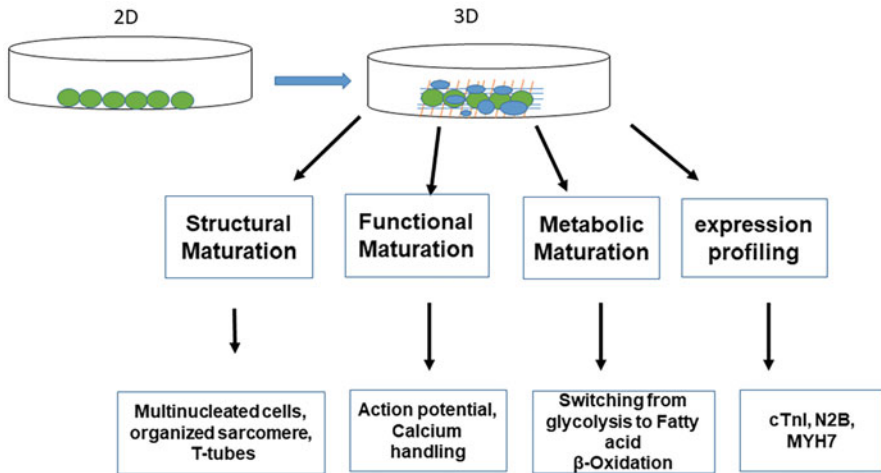 2D
3D
Structural
Maturation
Functional
Maturation
Metabolic
Maturation
expression
profiling
Multinucleated cells,
organized sarcomere,
T-tubes
Action potential,
Calcium
handling
Switching from
glycolysis to Fatty
acid
β-Oxidation
cTnI, N2B,
MYH7